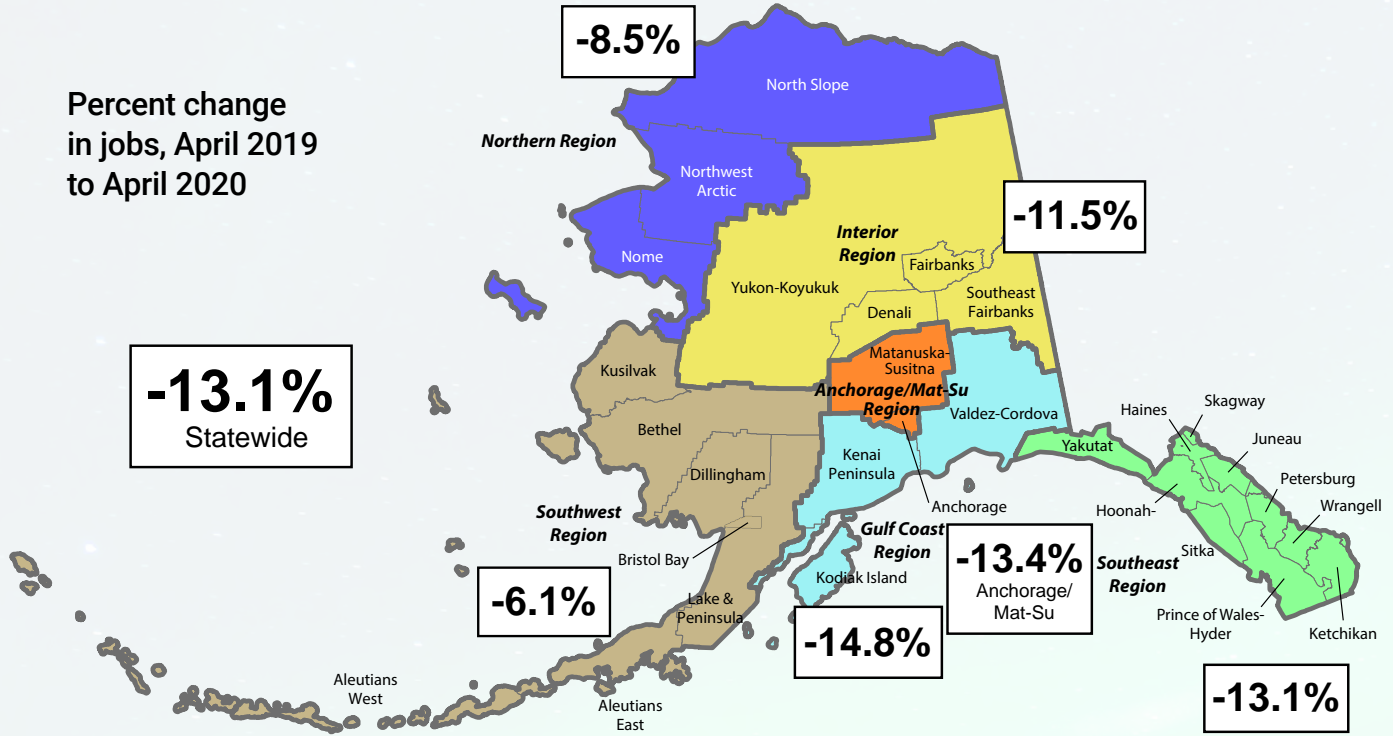 Percent change
in jobs, April 2019
to April 2020
-8.5%
North Slope
Northern Region
Northwest
Arctic
Nome
-11.5%
Interior
Region
Fairbanks
Yukon-Koyukuk
Denali
Southeast
Fairbanks
-13.1%
Statewide
Kusilvak
Bethel
Dillingham
Matanuska-
Susitna
Anchorage/Mat-Su
Region
Valdez-Cordova
Kenai
Peninsula
Anchorage
Haines
Skagway
Yakutat
Juneau
Petersburg
Wrangell
Hoonah-
Sitka
Southeast
Region
Prince of Wales-
Hyder
Ketchikan
Southwest
Region
Bristol Bay
Gulf Coast
Region
Kodiak Island
-13.4%
Anchorage/
Mat-Su
-6.1%
Lake &
Peninsula
-14.8%
-13.1%
Aleutians
West
Aleutians
East